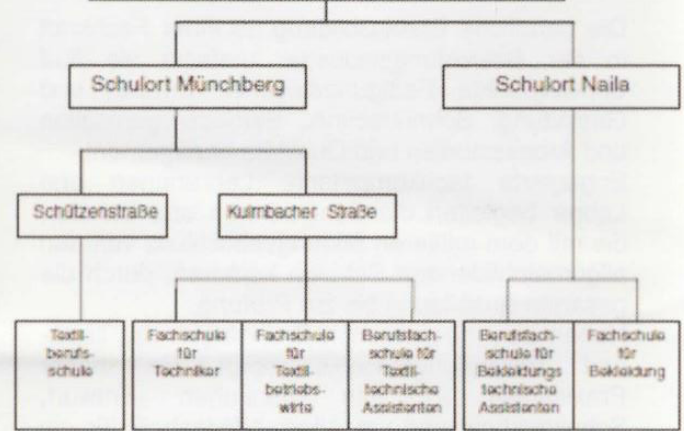 Schulort Münchberg
Schulort Naila
Schützenstraße
Kulmbacher Straße
Textil-
berufs-
schule
Fachschule
für
Techniker
Fachschule
für
Textil-
betriebs-
wirte
Berufsfach-
schule für
Textil-
technische
Assistenten
Berufsfach-
schule für
Bekleidungs
technische
Assistenten
Fachschule
für
Bekleidung